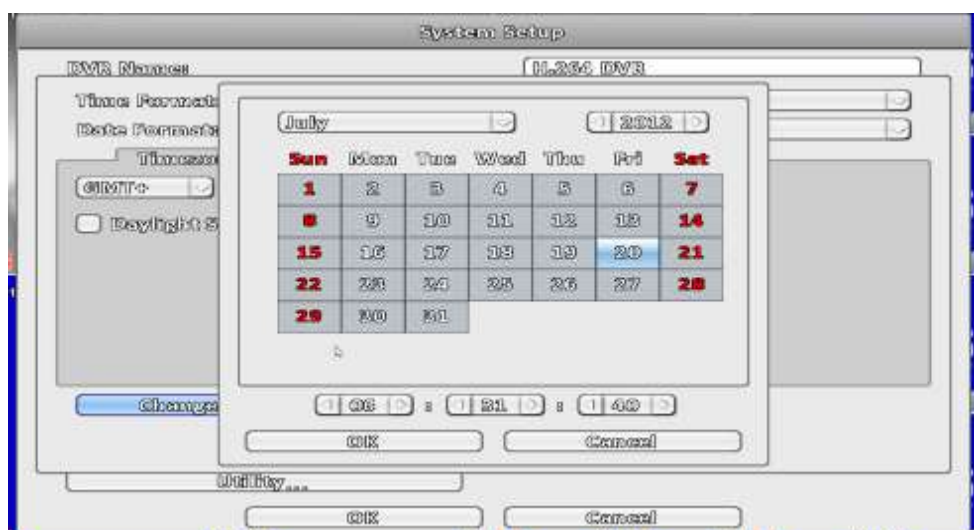 System Setup
DVR Name: H.264 DVR
Time Format:
Date Format:
July 2012
Sun Mon Tue Wed Thu Fri Sat
1 2 3 4 5 6 7
8 9 10 11 12 13 14
15 16 17 18 19 20 21
22 23 24 25 26 27 28
29 30 31
GMT+
Daylight S
Change
: 31 : 40
OK Cancel
Utility...
OK Cancel